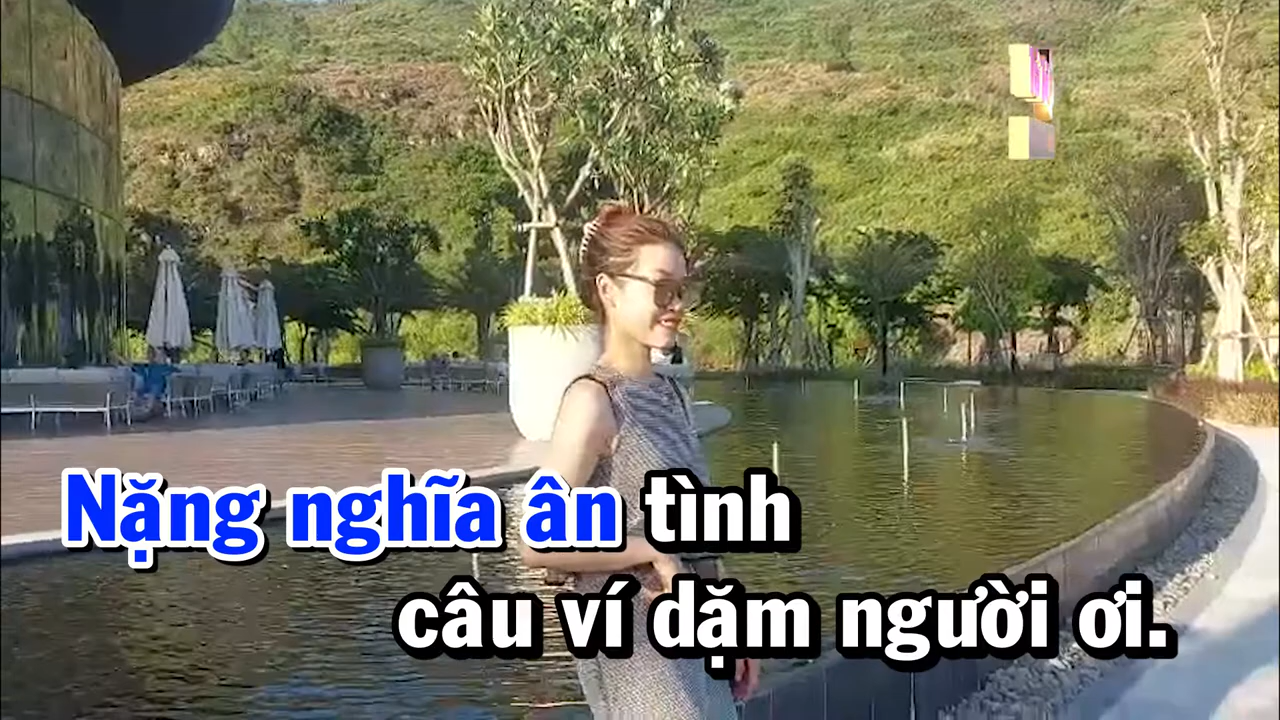 Nặng nghĩa ân tình
câu ví dặm người ơi.